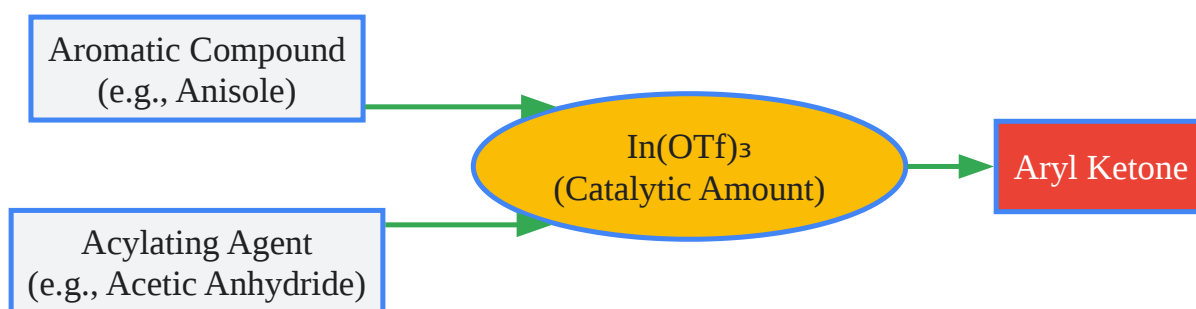 Aromatic Compound
(e.g., Anisole)
Acylating Agent
(e.g., Acetic Anhydride)
In(OTf)₃
(Catalytic Amount)
Aryl Ketone